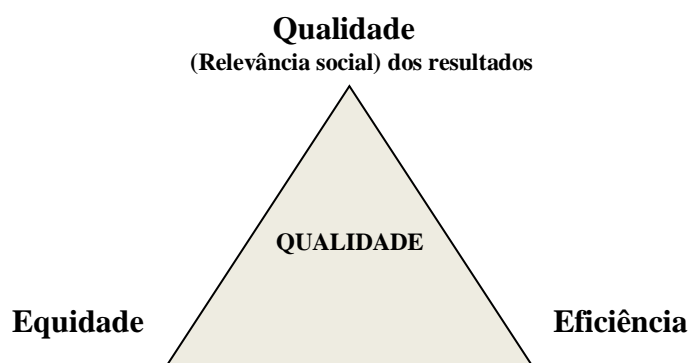 Qualidade
(Relevância social) dos resultados
QUALIDADE
Equidade
Eficiência